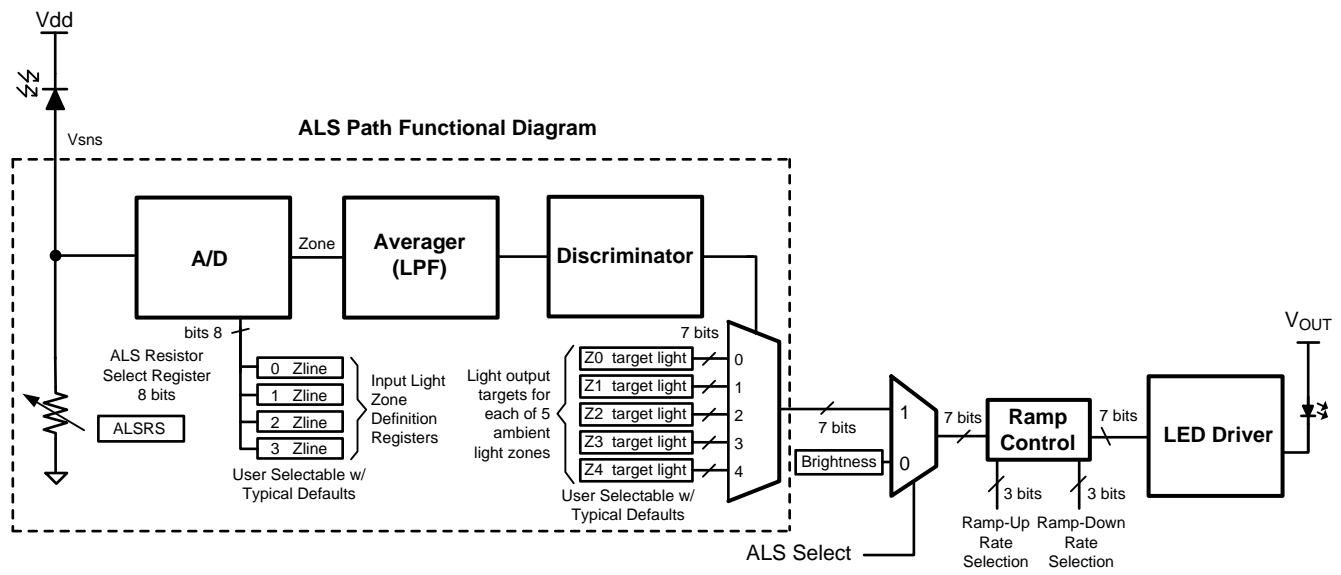 Vdd
Vsns
ALS Path Functional Diagram
A/D
Zone
Averager
(LPF)
Discriminator
bits 8
ALS Resistor
Select Register
8 bits
ALSRS
0 Zline
1 Zline
2 Zline
3 Zline
Input Light
Zone
Definition
Registers
User Selectable w/
Typical Defaults
Light output
targets for
each of 5
ambient
light zones
7 bits
Z0 target light
Z1 target light
Z2 target light
Z3 target light
Z4 target light
0
1
2
3
4
User Selectable w/
Typical Defaults
7 bits
Brightness
1
0
ALS Select
7 bits
Ramp
Control
3 bits
3 bits
Ramp-Up
Rate
Selection
Ramp-Down
Rate
Selection
7 bits
LED Driver
VOUT